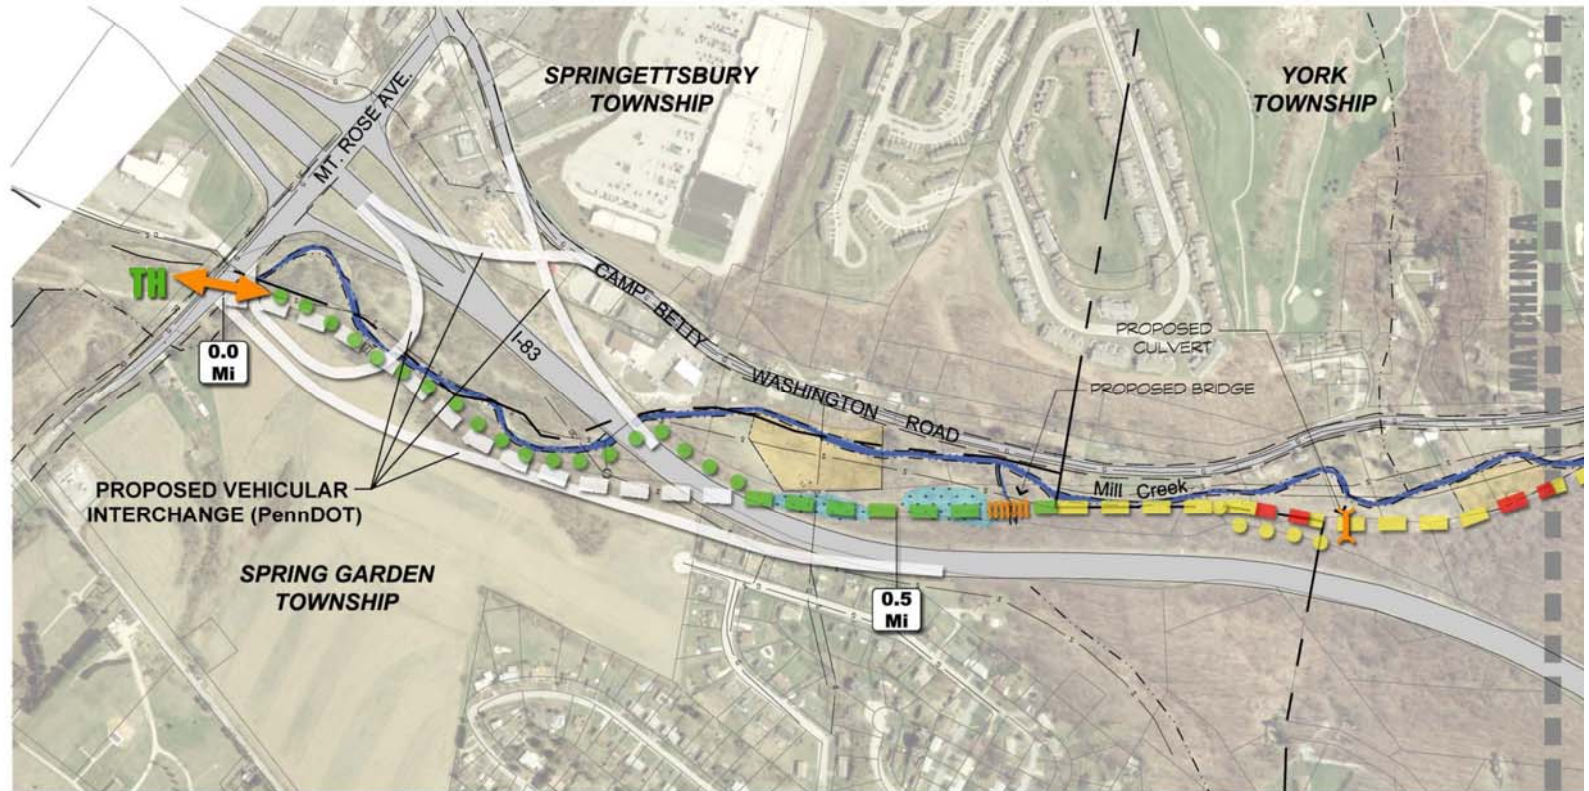 SPRINGETTSBURY
TOWNSHIP
YORK
TOWNSHIP
MT. ROSE AVE.
MATCHLINE A
TH
CAMP BETTY
I-83
PROPOSED
CULVERT
0.0
Mi
WASHINGTON ROAD
PROPOSED BRIDGE
Mill Creek
PROPOSED VEHICULAR
INTERCHANGE (PennDOT)
SPRING GARDEN
TOWNSHIP
0.5
Mi